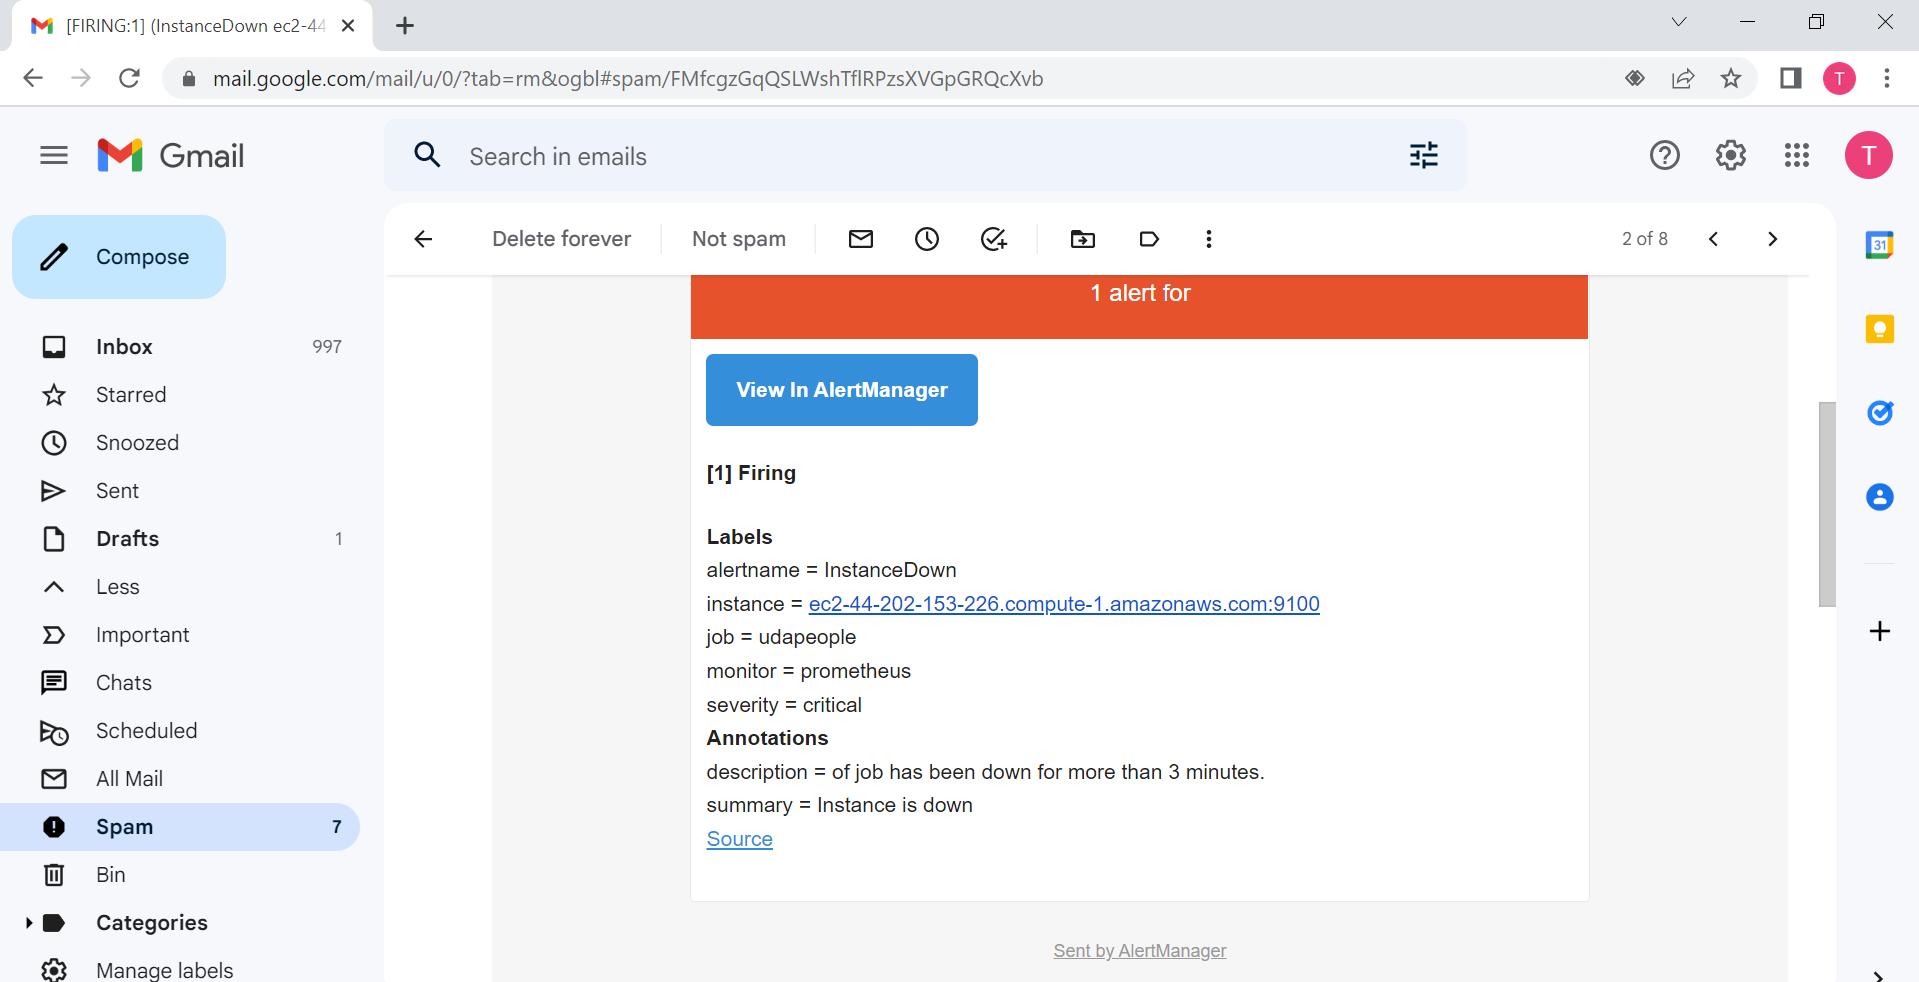 [FIRING:1] (InstanceDown ec2-44
mail.google.com/mail/u/0/?tab=rm&ogbl#spam/FMfcgzGqQSLWshTflRPzsXVGpGRQcXvb
T
Gmail
Search in emails
T
Compose
Delete forever
Not spam
2 of 8
31
Inbox 997
Starred
Snoozed
Sent
Drafts 1
Less
Important
Chats
Scheduled
All Mail
Spam 7
Bin
Categories
Manage labels
1 alert for
View In AlertManager
[1] Firing
Labels
alertname = InstanceDown
instance = ec2-44-202-153-226.compute-1.amazonaws.com:9100
job = udapeople
monitor = prometheus
severity = critical
Annotations
description = of job has been down for more than 3 minutes.
summary = Instance is down
Source
Sent by AlertManager